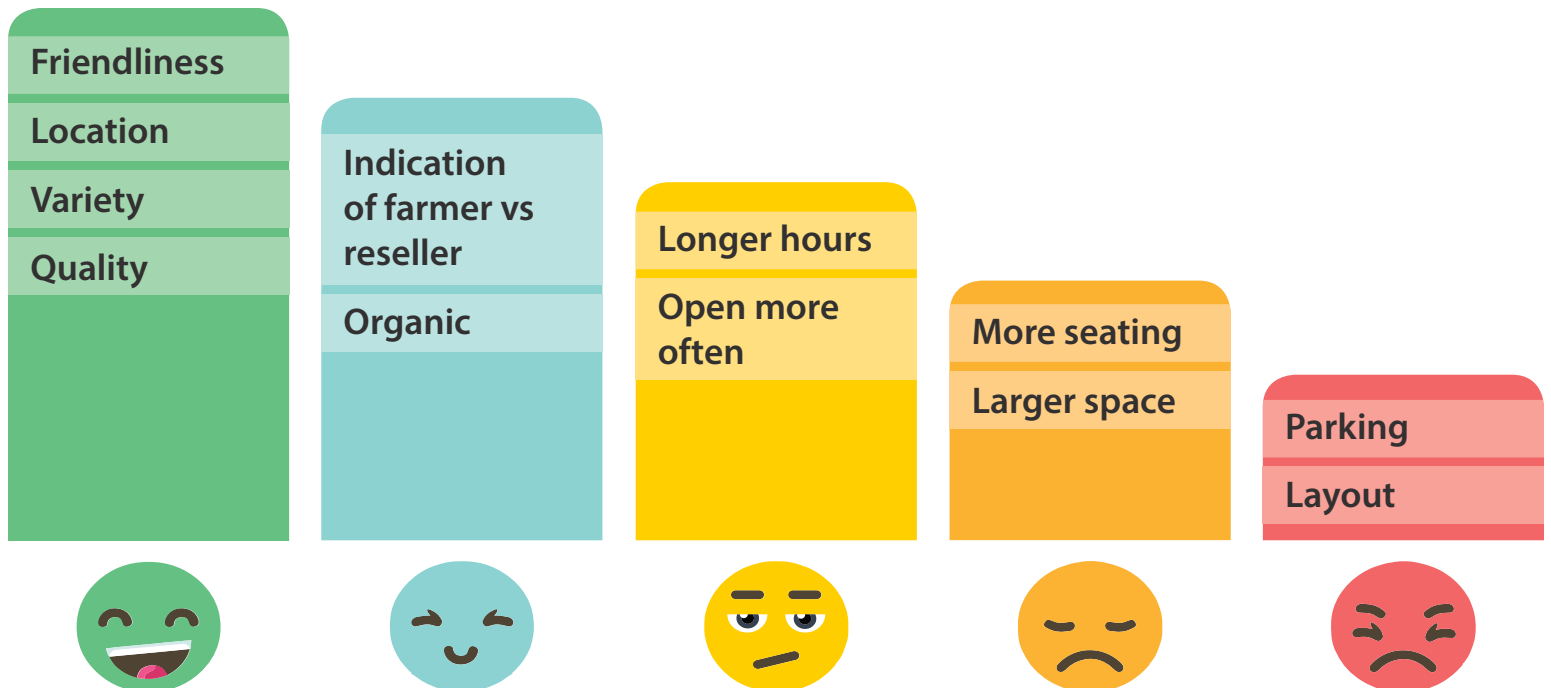 Friendliness
Location
Variety
Quality
Indication
of farmer vs
reseller
Organic
Longer hours
Open more
often
More seating
Larger space
Parking
Layout